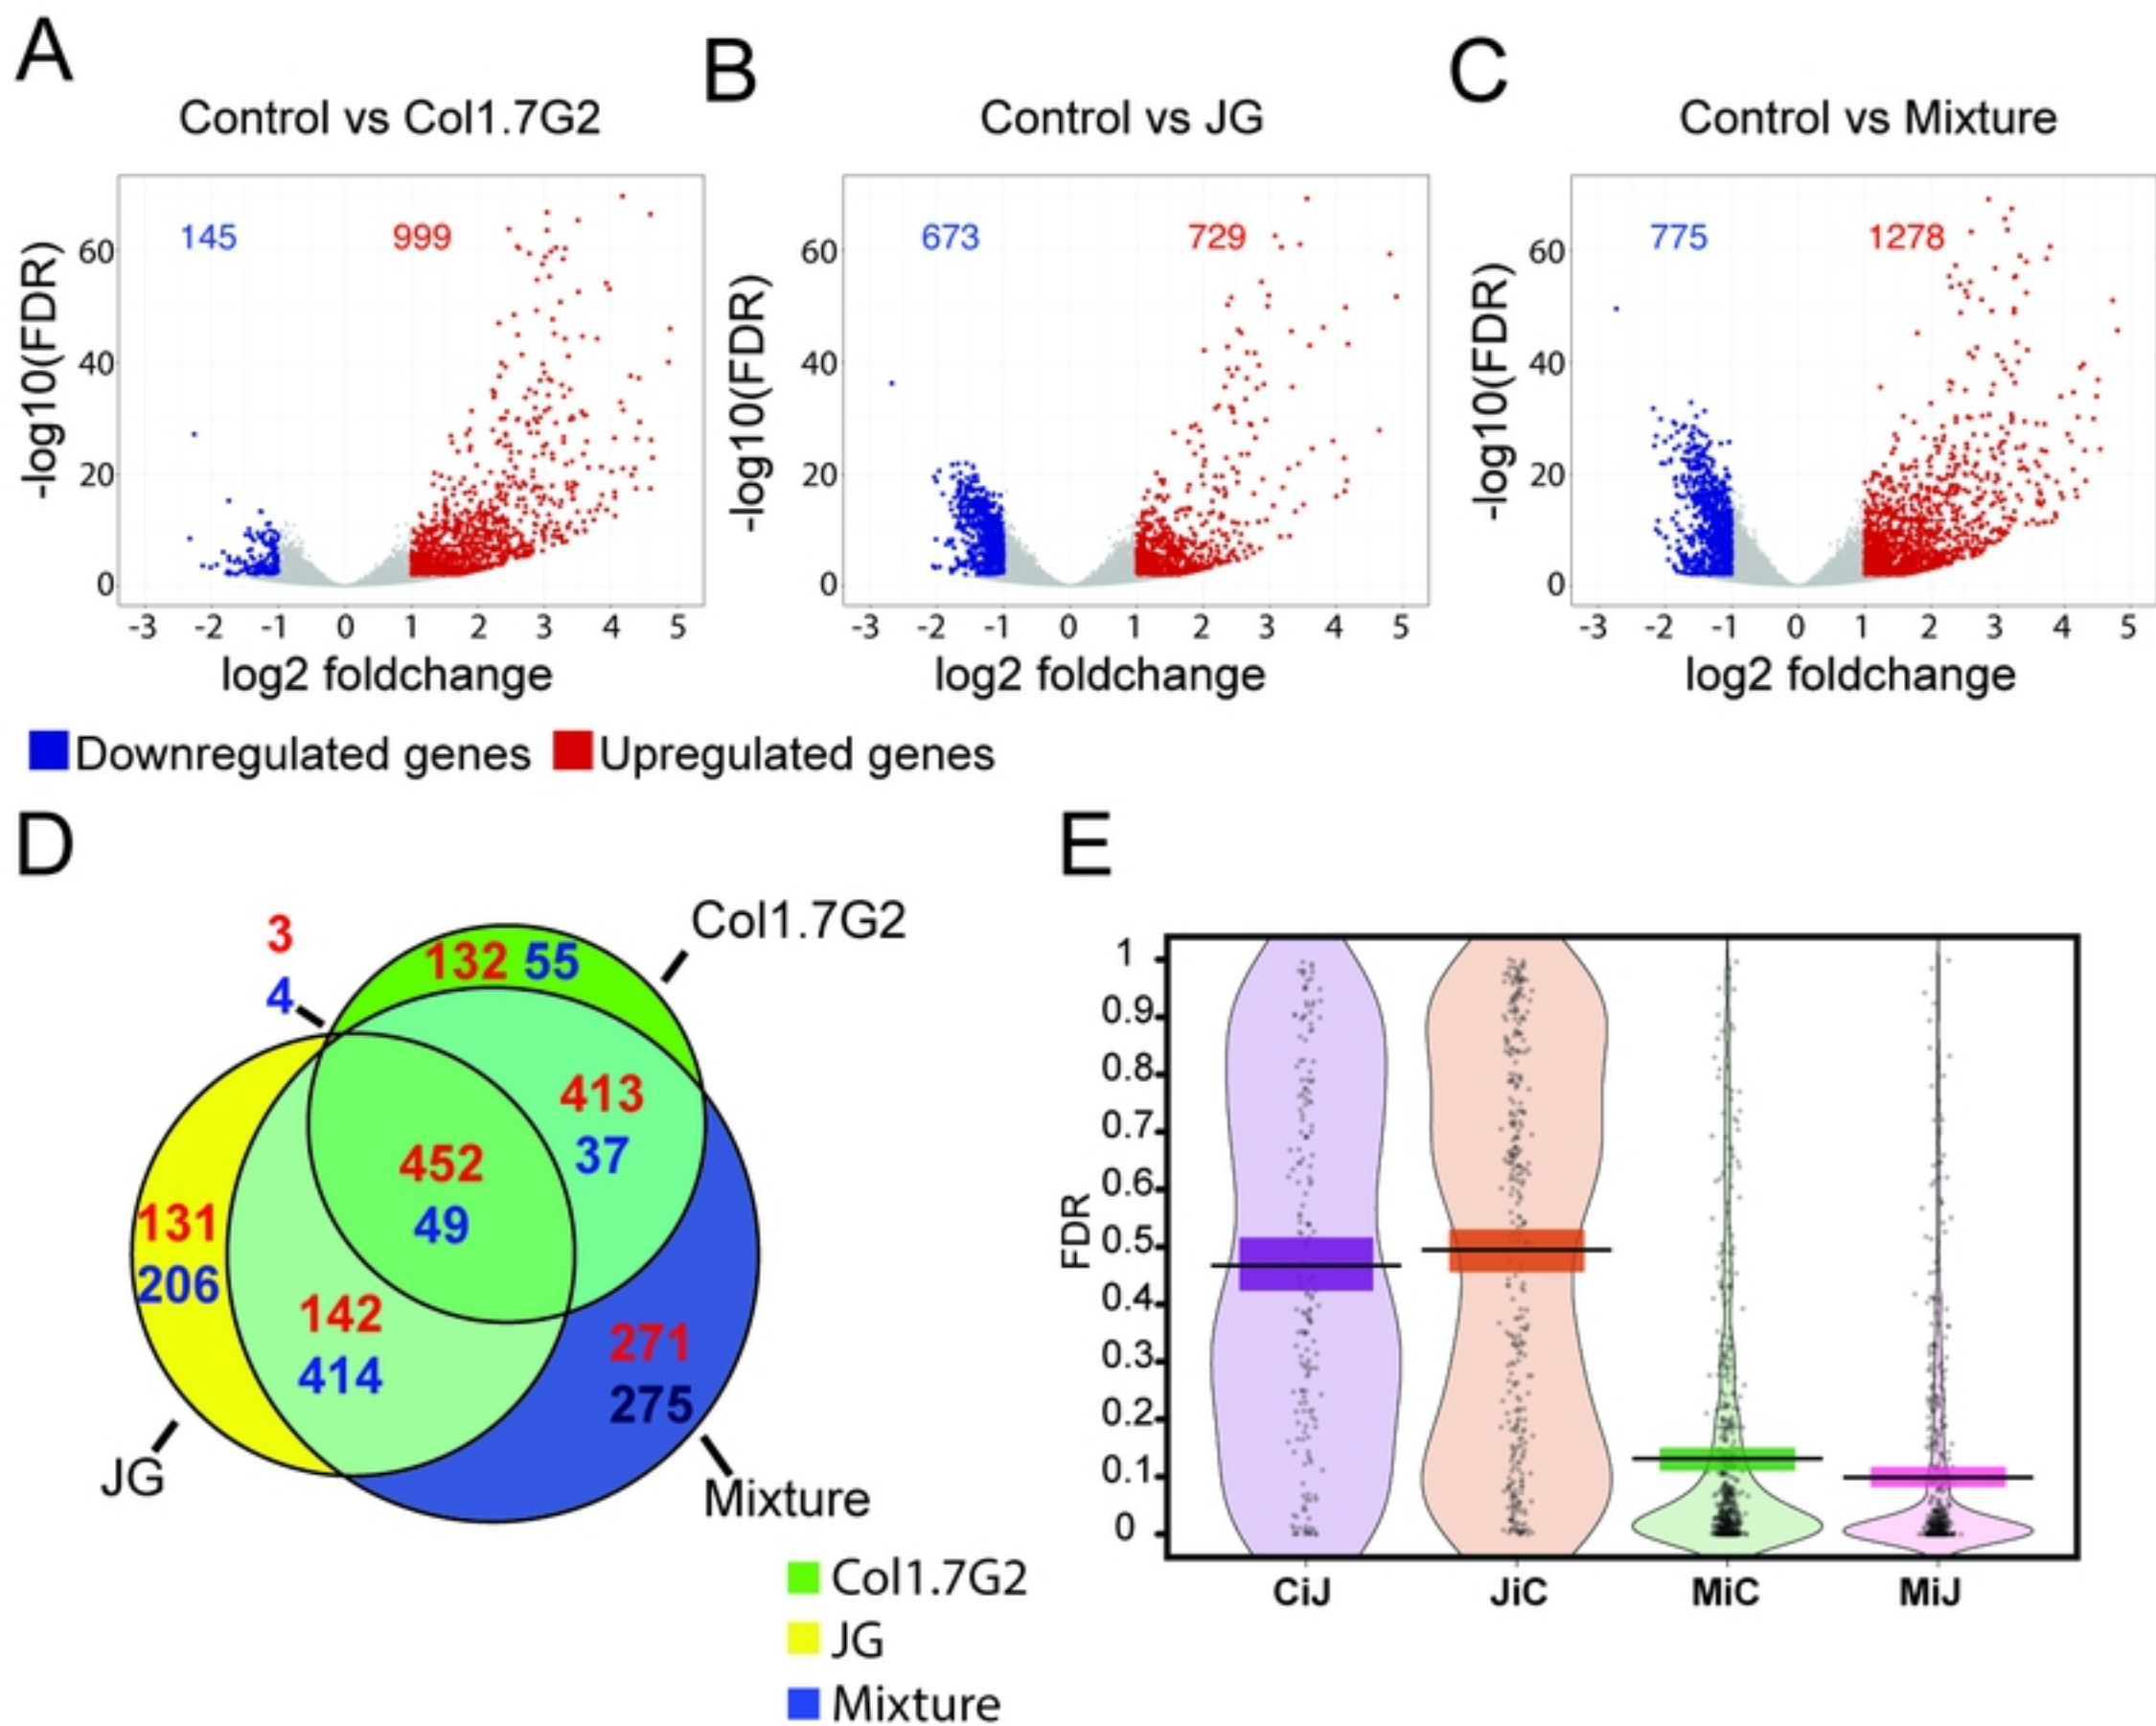 A
B
C
Control vs Col1.7G2
Control vs JG
Control vs Mixture
-log10(FDR)
60
40
20
0
145
999
-3 -2 -1 0 1 2 3 4 5
log2 foldchange
-log10(FDR)
60
40
20
0
673
729
-3 -2 -1 0 1 2 3 4 5
log2 foldchange
-log10(FDR)
60
40
20
0
775
1278
-3 -2 -1 0 1 2 3 4 5
log2 foldchange
Downregulated genes Upregulated genes
D
3
4
Col1.7G2
132 55
413
37
452
49
131
206
142
414
271
275
JG
Mixture
Col1.7G2
JG
Mixture
E
FDR
1
0.9
0.8
0.7
0.6
0.5
0.4
0.3
0.2
0.1
0
CiJ JiC MiC MiJ